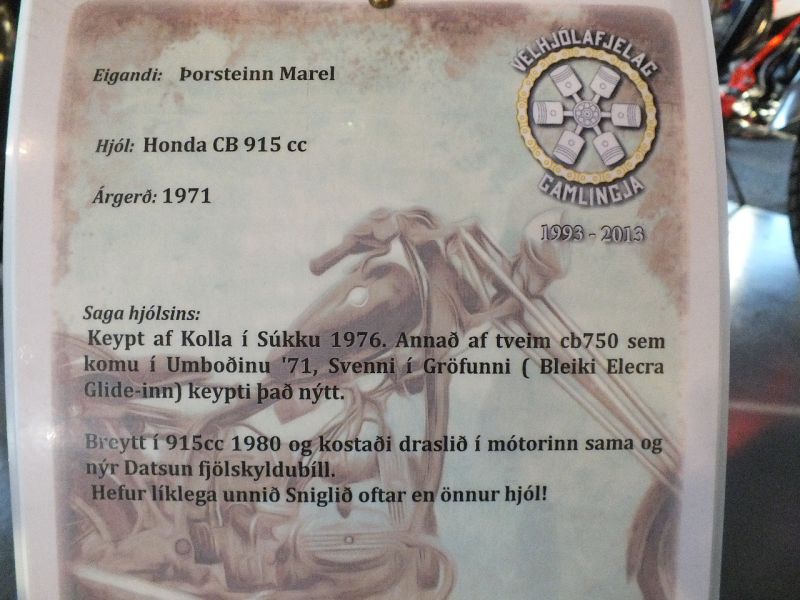 VÉLHJÓLAFJELAG
GAMLINGJA
1993 - 2013
Eigandi: Þorsteinn Marel
Hjól: Honda CB 915 cc
Árgerð: 1971
Saga hjólsins:
Keypt af Kolla í Súkku 1976. Annað af tveim cb750 sem
komu í Umboðinu '71, Svenni í Gröfunni ( Bleiki Elecra
Glide-inn) keypti það nýtt.
Breytt í 915cc 1980 og kostaði draslið í mótorinn sama og
nýr Datsun fjölskyldubíll.
Hefur líklega unnið Sniglið oftar en önnur hjól!